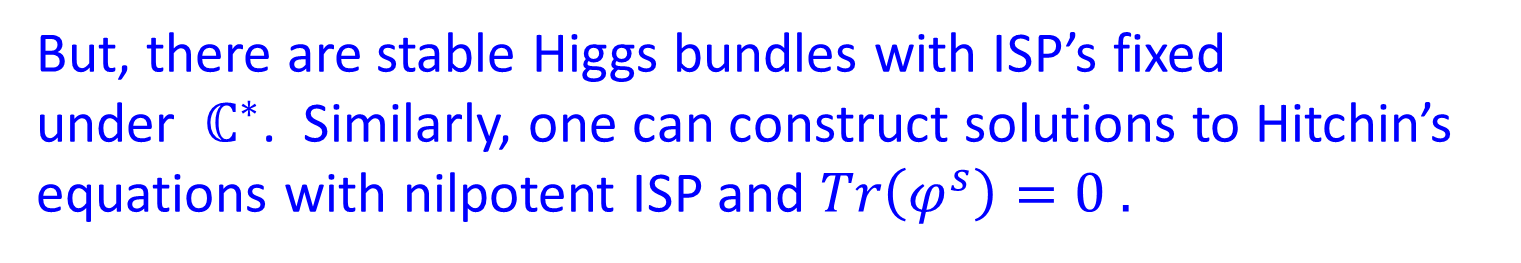 But, there are stable Higgs bundles with ISP’s fixed
under ℂ*. Similarly, one can construct solutions to Hitchin’s
equations with nilpotent ISP and 𝑇𝑟(𝜑ˢ) = 0 .